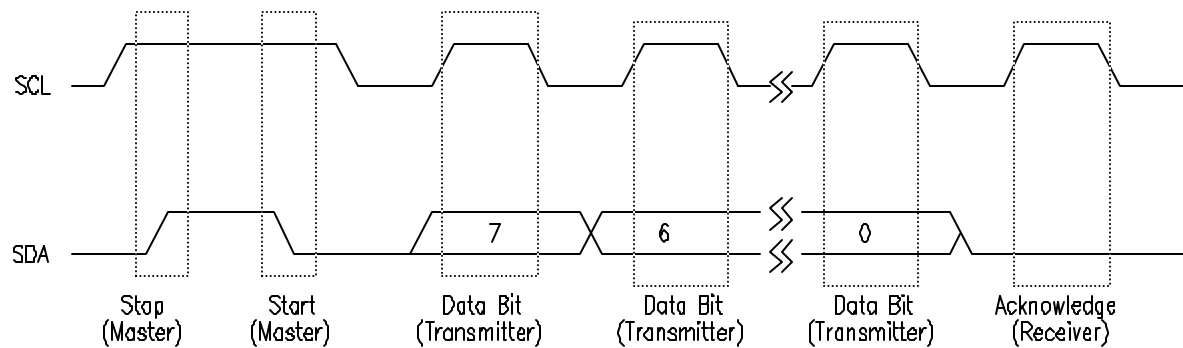 SCL
SDA
7
6
0
Stop
(Master)
Start
(Master)
Data Bit
(Transmitter)
Data Bit
(Transmitter)
Data Bit
(Transmitter)
Acknowledge
(Receiver)